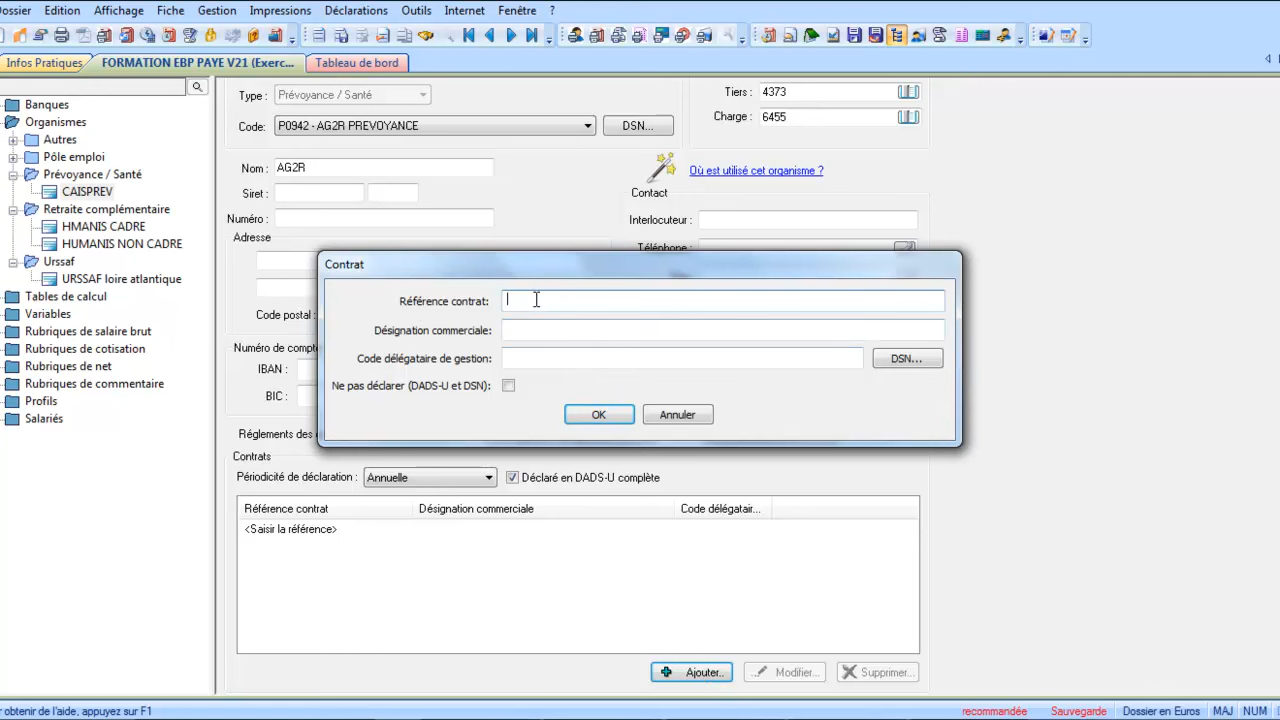 Dossier Edition Affichage Fiche Gestion Impressions Déclarations Outils Internet Fenêtre ?
Infos Pratiques FORMATION EBP PAYE V21 (Exerc... Tableau de bord
Banques
Organismes
Autres
Pôle emploi
Prévoyance / Santé
CAISPREV
Retraite complémentaire
HMANIS CADRE
HUMANIS NON CADRE
Urssaf
URSSAF loire atlantique
Tables de calcul
Variables
Rubriques de salaire brut
Rubriques de cotisation
Rubriques de net
Rubriques de commentaire
Profils
Salariés
Type : Prévoyance / Santé
Tiers : 4373
Code: P0942 - AG2R PREVOYANCE DSN...
Charge : 6455
Nom : AG2R
Où est utilisé cet organisme ?
Siret :
Contact
Numéro :
Interlocuteur :
Adresse
Téléphone :
Code postal :
Numéro de compt
IBAN :
BIC :
Contrat
Référence contrat:
Désignation commerciale:
Code délégataire de gestion: DSN...
Ne pas déclarer (DADS-U et DSN):
OK Annuler
Réglements des
Contrats
Périodicité de déclaration : Annuelle Déclaré en DADS-U complète
Référence contrat Désignation commerciale Code délégatair...
<Saisir la référence>
Ajouter.. Modifier... Supprimer...
r obtenir de l'aide, appuyez sur F1 recommandée Sauvegarde Dossier en Euros MAJ NUM